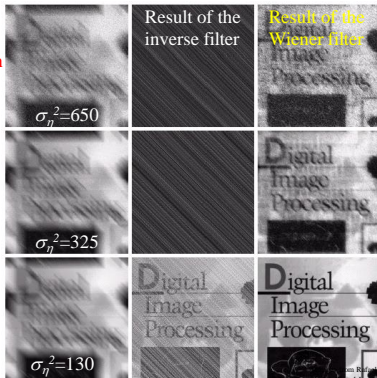 Result of the
inverse filter
Result of the
Wiener filter
Image
Processing
σ_η²=650
Digital
Image
Processing
σ_η²=325
Digital
Image
Processing
Digital
Image
Processing
σ_η²=130